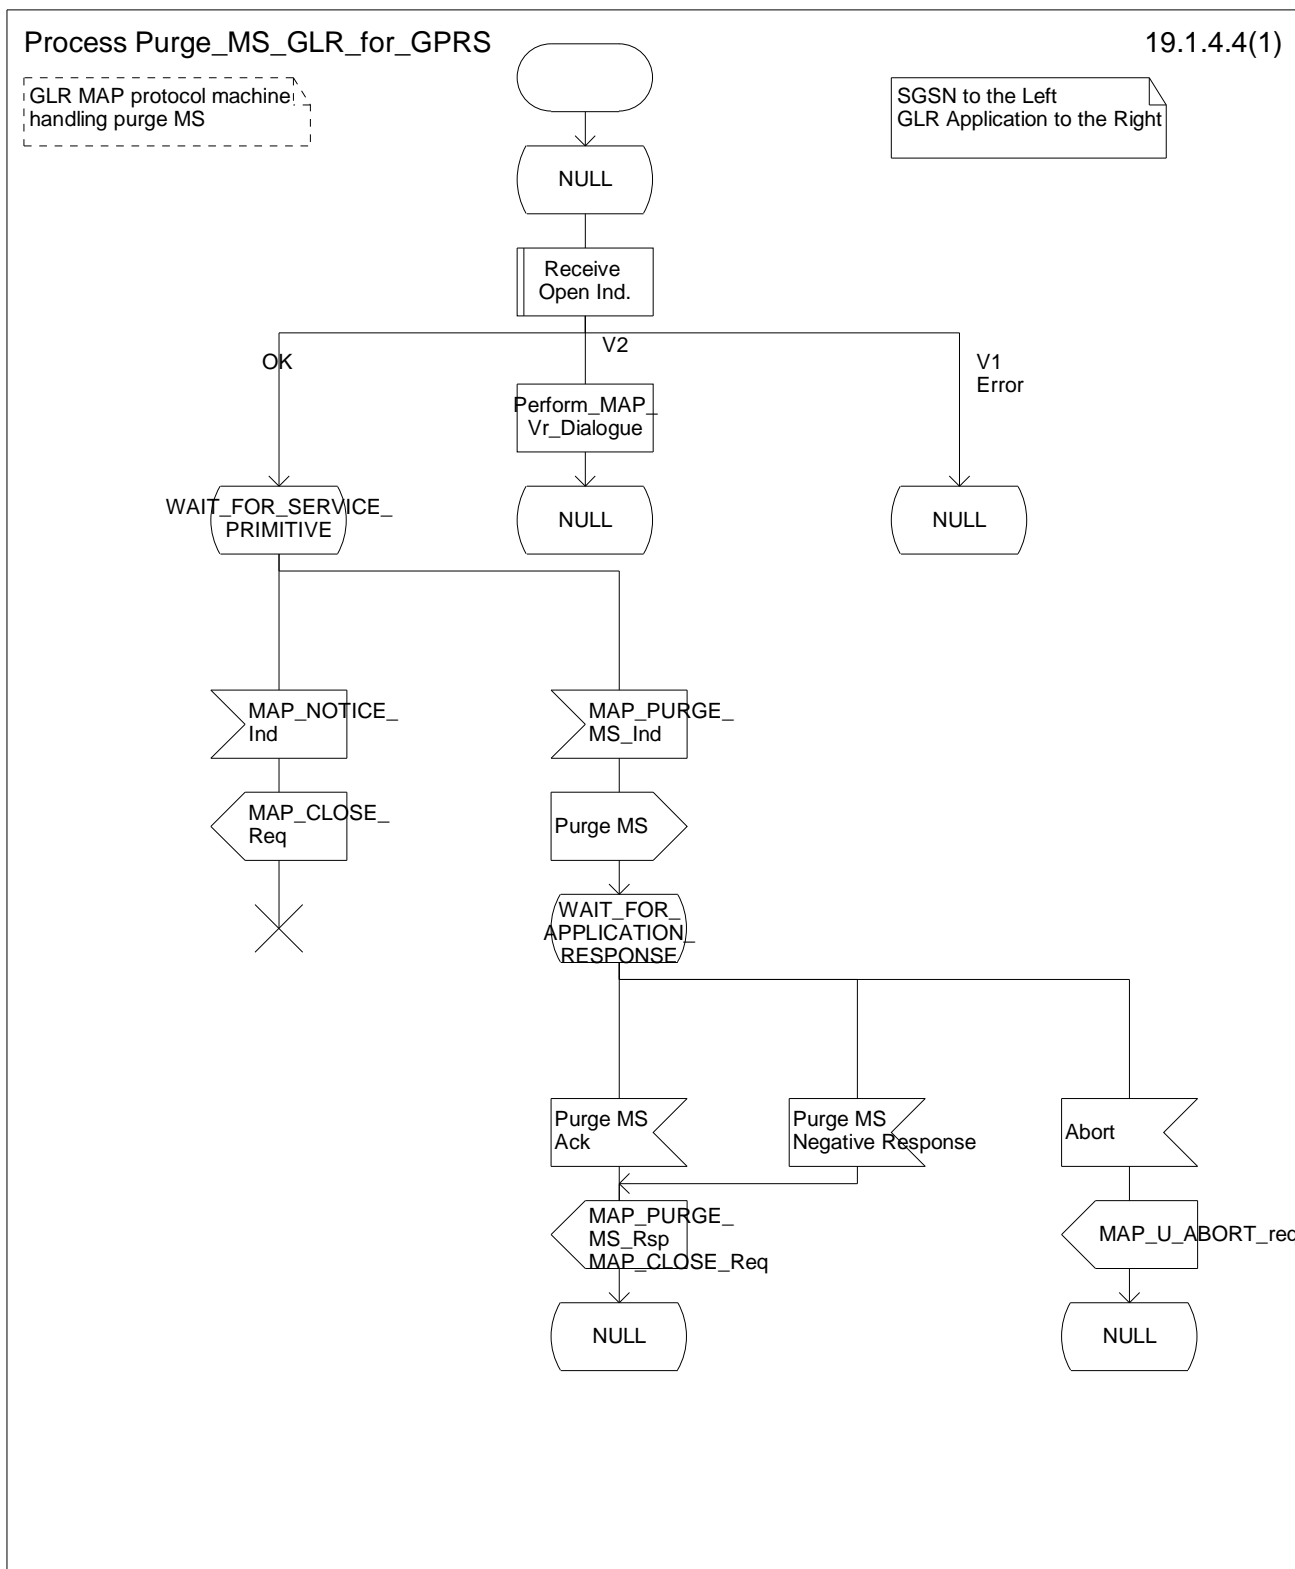 Process Purge_MS_GLR_for_GPRS
19.1.4.4(1)
GLR MAP protocol machine
handling purge MS
SGSN to the Left
GLR Application to the Right
NULL
Receive
Open Ind.
OK
V2
V1
Error
Perform_MAP_
Vr_Dialogue
WAIT_FOR_SERVICE_
PRIMITIVE
NULL
NULL
MAP_NOTICE_
Ind
MAP_PURGE_
MS_Ind
MAP_CLOSE_
Req
Purge MS
WAIT_FOR_
APPLICATION_
RESPONSE
Purge MS
Ack
Purge MS
Negative Response
Abort
MAP_PURGE_
MS_Rsp
MAP_CLOSE_Req
MAP_U_ABORT_req
NULL
NULL